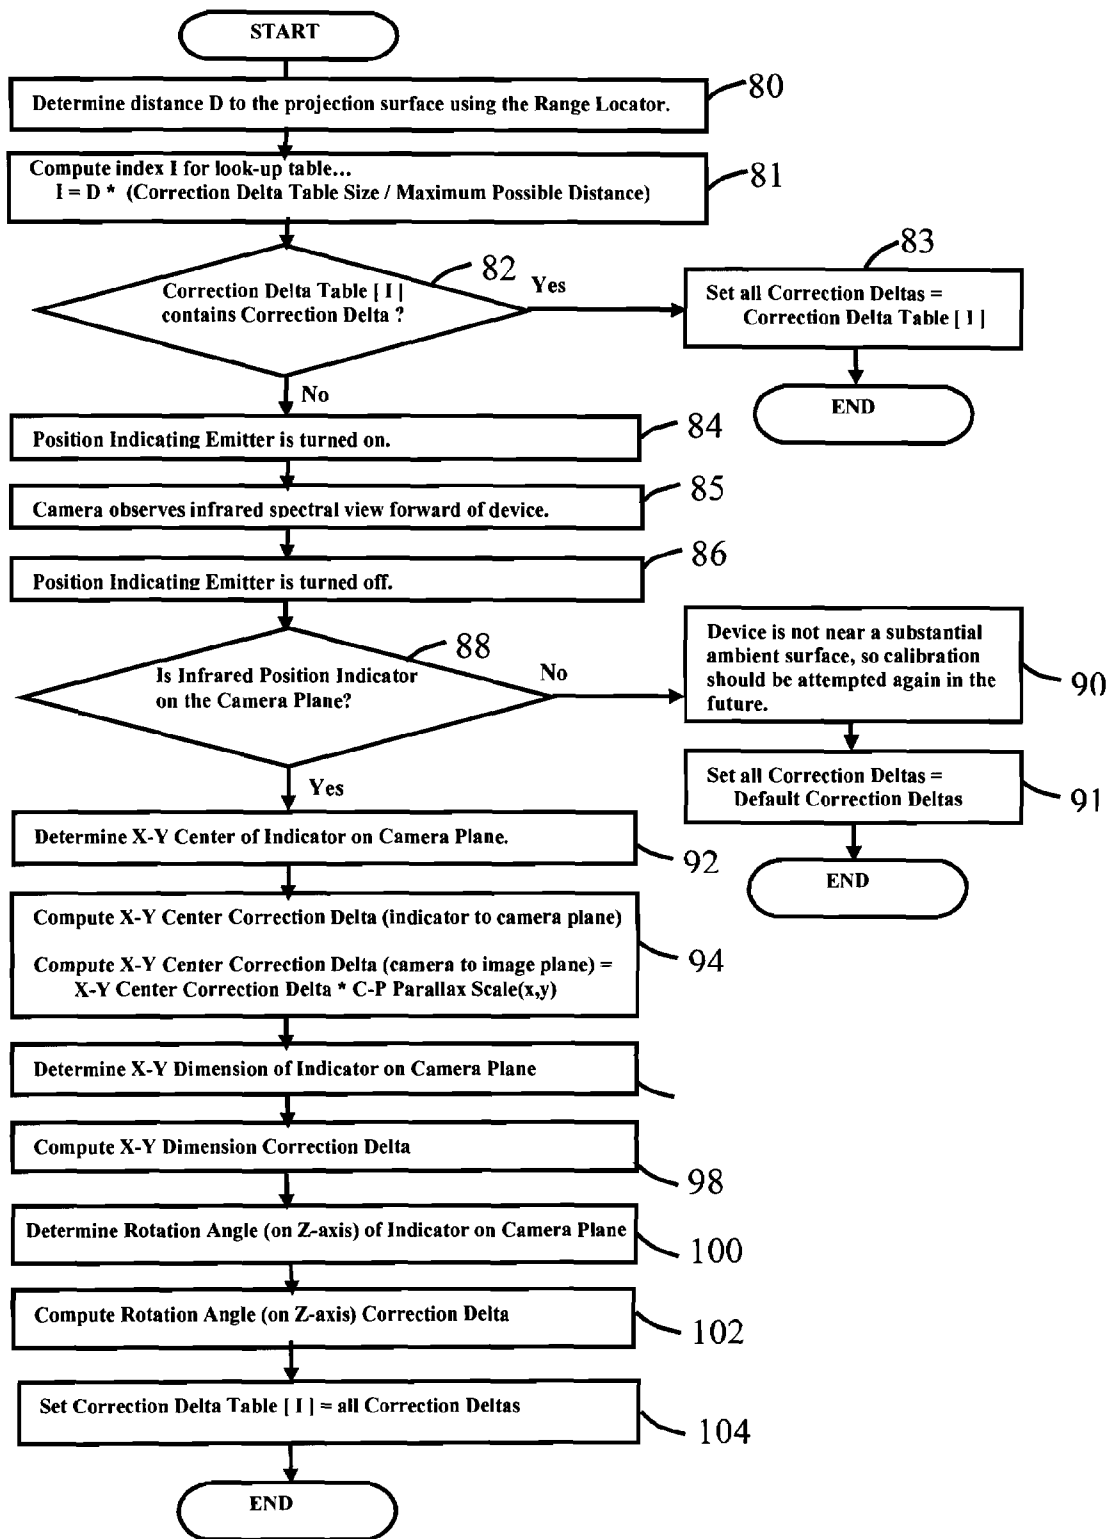 START
Determine distance D to the projection surface using the Range Locator.
80
Compute index I for look-up table...
I = D * (Correction Delta Table Size / Maximum Possible Distance)
81
Correction Delta Table [ I ]
contains Correction Delta ?
82
Yes
83
Set all Correction Deltas =
Correction Delta Table [ I ]
END
No
Position Indicating Emitter is turned on.
84
Camera observes infrared spectral view forward of device.
85
Position Indicating Emitter is turned off.
86
Is Infrared Position Indicator
on the Camera Plane?
88
No
Device is not near a substantial
ambient surface, so calibration
should be attempted again in the
future.
90
Set all Correction Deltas =
Default Correction Deltas
91
END
Yes
Determine X-Y Center of Indicator on Camera Plane.
92
Compute X-Y Center Correction Delta (indicator to camera plane)
Compute X-Y Center Correction Delta (camera to image plane) =
X-Y Center Correction Delta * C-P Parallax Scale(x,y)
94
Determine X-Y Dimension of Indicator on Camera Plane
Compute X-Y Dimension Correction Delta
98
Determine Rotation Angle (on Z-axis) of Indicator on Camera Plane
100
Compute Rotation Angle (on Z-axis) Correction Delta
102
Set Correction Delta Table [ I ] = all Correction Deltas
104
END